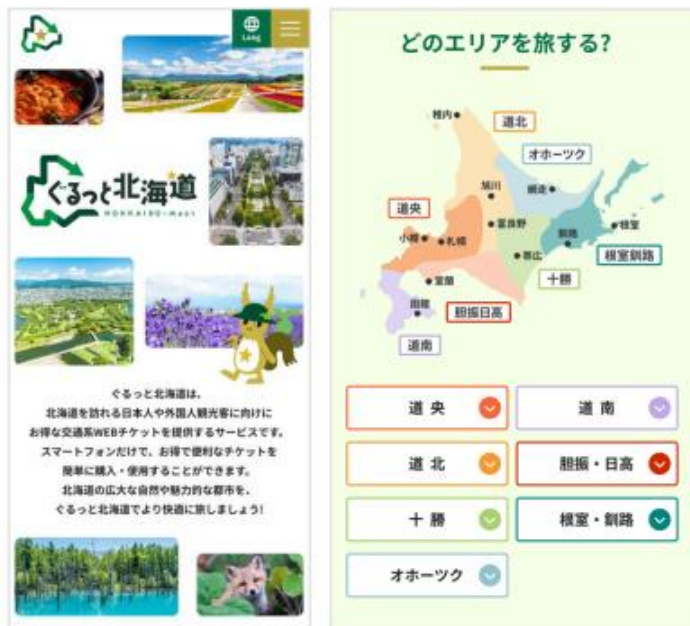 Lang
ぐるっと北海道
HOKKAIDO-MaaS
ぐるっと北海道は、
北海道を訪れる日本人や外国人観光客に向けに
お得な交通系WEBチケットを提供するサービスです。
スマートフォンだけで、お得で便利なチケットを
簡単に購入・使用することができます。
北海道の広大な自然や魅力的な都市を、
ぐるっと北海道でより快適に旅しましょう!
どのエリアを旅する?
稚内
道北
オホーツク
旭川
網走
道央
富良野
根室
小樽
札幌
釧路
帯広
根室釧路
室蘭
十勝
函館
胆振日高
道南
道央
道南
道北
胆振・日高
十勝
根室・釧路
オホーツク